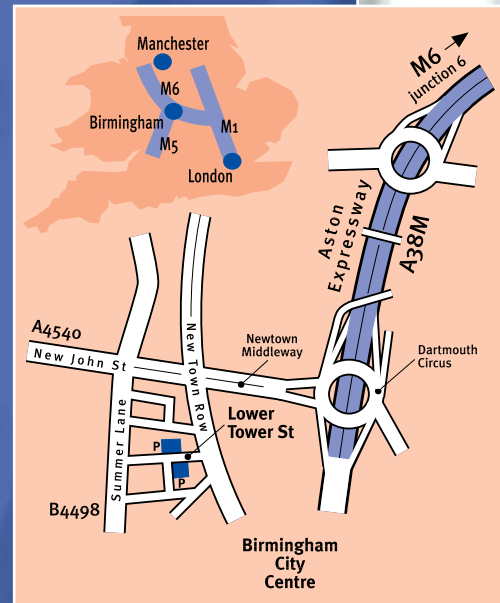 Manchester
M6
Birmingham
M1
M5
London
M6
junction 6
Aston
Expressway
A38M
A4540
New John St
New Town Row
Newtown
Middleway
Dartmouth
Circus
Lower
Tower St
Summer Lane
P
P
B4498
Birmingham
City
Centre